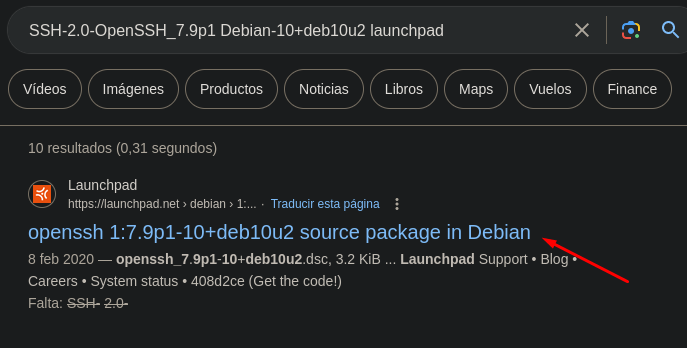 SSH-2.0-OpenSSH_7.9p1 Debian-10+deb10u2 launchpad
Vídeos Imágenes Productos Noticias Libros Maps Vuelos Finance
10 resultados (0,31 segundos)
Launchpad
https://launchpad.net › debian › 1:... · Traducir esta página
openssh 1:7.9p1-10+deb10u2 source package in Debian
8 feb 2020 — openssh_7.9p1-10+deb10u2.dsc, 3.2 KiB ... Launchpad Support • Blog •
Careers • System status • 408d2ce (Get the code!)
Falta: SSH- 2.0-